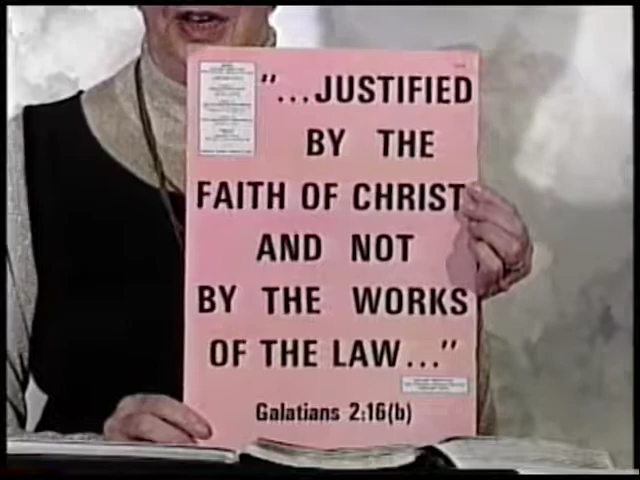 "...JUSTIFIED
BY THE
FAITH OF CHRIST
AND NOT
BY THE WORKS
OF THE LAW..."
Galatians 2:16(b)